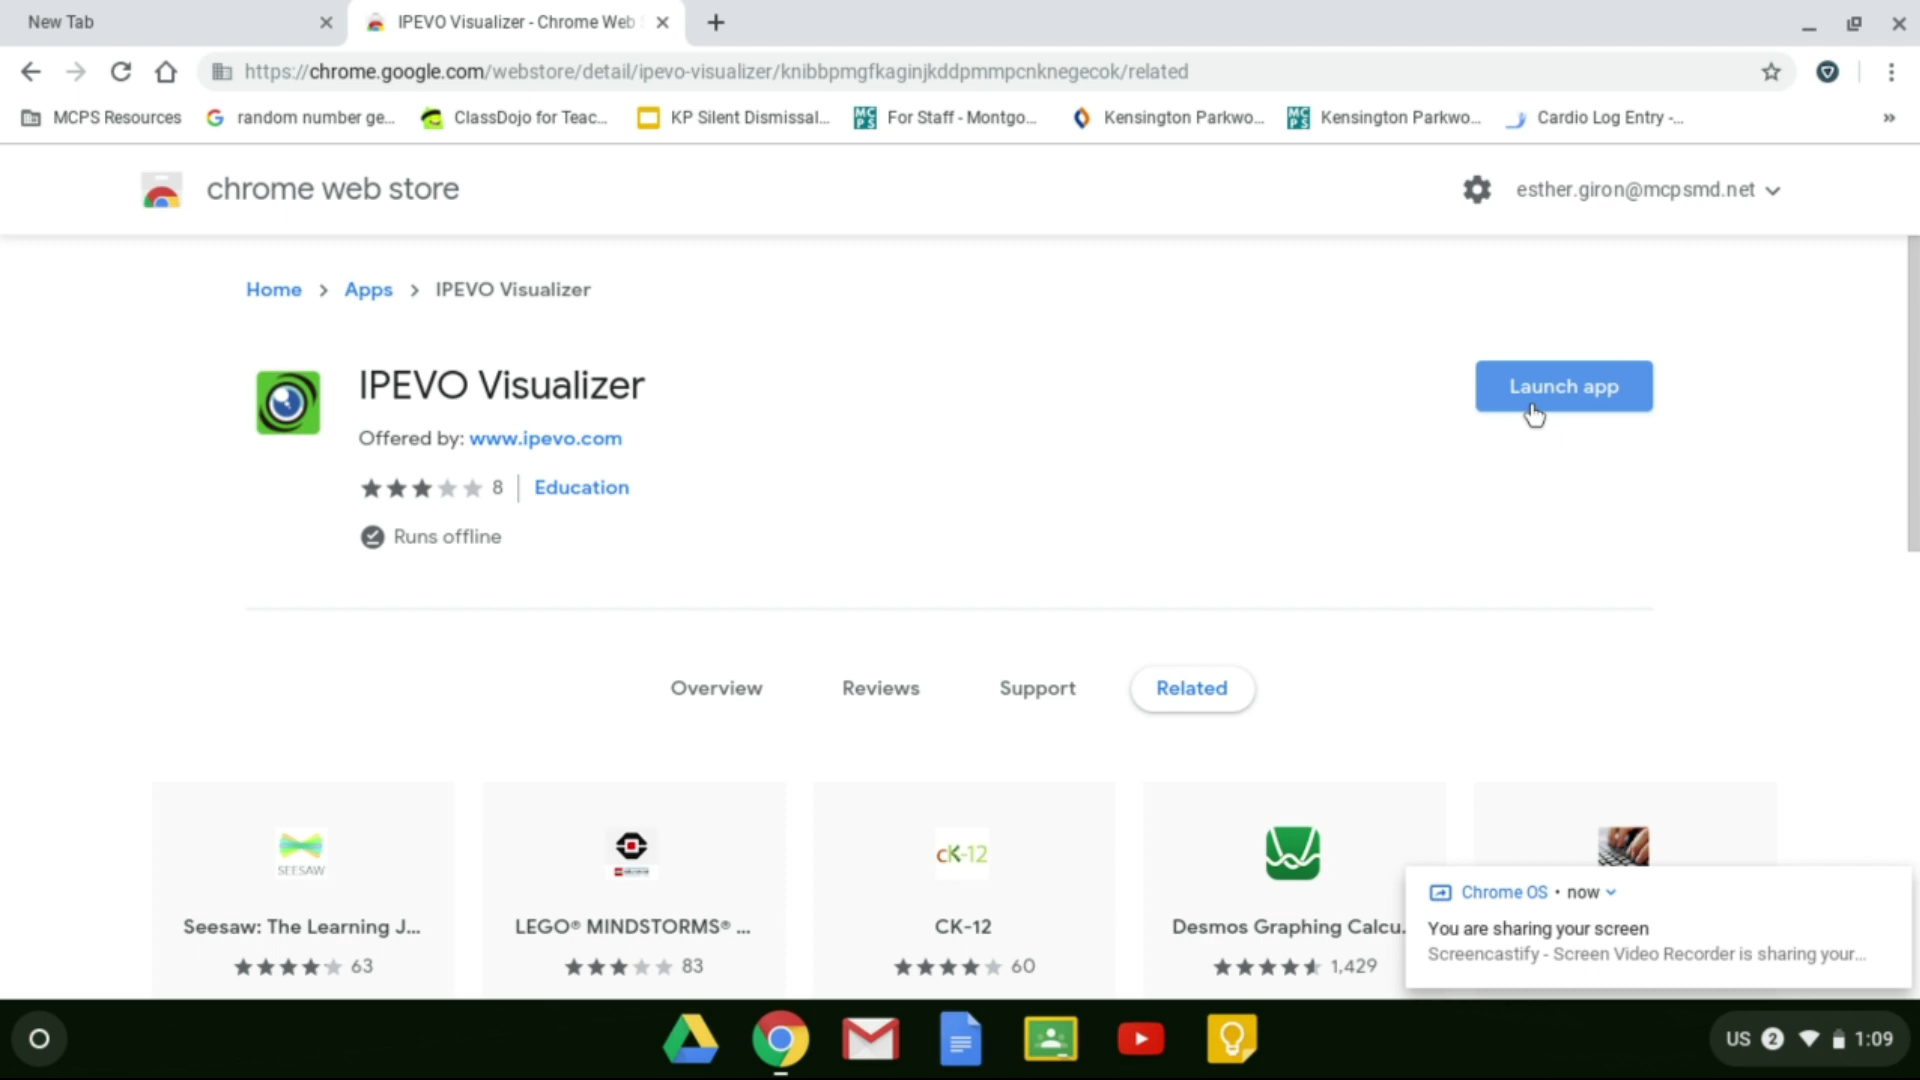 New Tab
IPEVO Visualizer - Chrome Web S
https://chrome.google.com/webstore/detail/ipevo-visualizer/knibbpmgfkaginjkddpmmpcnknegecok/related
MCPS Resources
random number ge...
ClassDojo for Teac...
KP Silent Dismissal...
MC PS For Staff - Montgo...
Kensington Parkwo...
MC PS Kensington Parkwo...
Cardio Log Entry -...
chrome web store
esther.giron@mcpsmd.net
Home > Apps > IPEVO Visualizer
IPEVO Visualizer
Launch app
Offered by: www.ipevo.com
8 | Education
Runs offline
Overview
Reviews
Support
Related
SEESAW
cK-12
Seesaw: The Learning J...
LEGO® MINDSTORMS® ...
CK-12
Desmos Graphing Calcu.
63
83
60
1,429
Chrome OS • now
You are sharing your screen
Screencastify - Screen Video Recorder is sharing your...
US 2 1:09